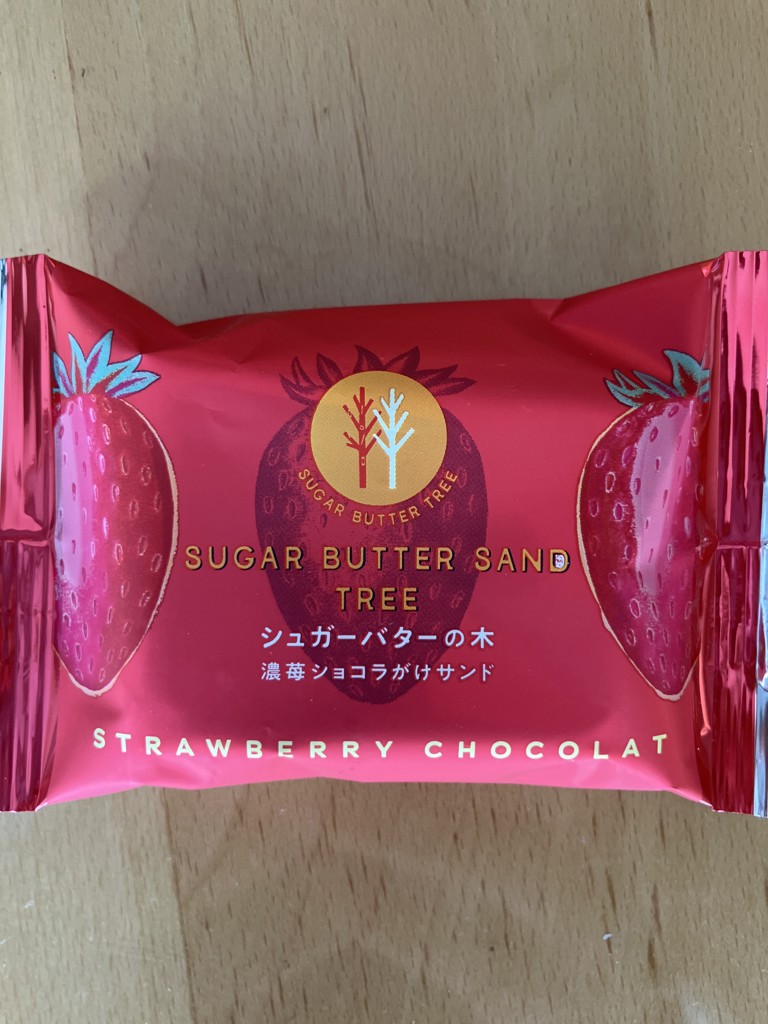 SUGAR BUTTER TREE
SUGAR BUTTER SAND
TREE
シュガーバターの木
濃苺ショコラがけサンド
STRAWBERRY CHOCOLAT